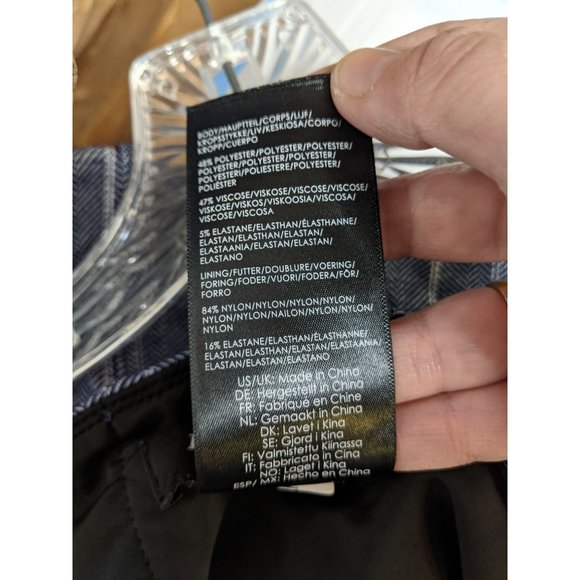 BODY/HAUPTTEIL/CORPS/LIJF/
KROPSSTYKKE/LIV/KESKIOSA/CORPO/
KROPP/CUERPO
48% POLYESTER/POLYESTER/POLYESTER/
POLYESTER/POLYESTER/POLYESTER/
POLYESTERI/POLIESTERE/POLYESTER/
POLIÉSTER
47% VISCOSE/VISKOSE/VISCOSE/VISCOSE/
VISKOSE/VISKOS/VISKOOSIA/VISCOSA/
VISCOSE/VISCOSA
5% ELASTANE/ELASTHAN/ÉLASTHANNE/
ELASTAN/ELASTHAN/ELASTAN/
ELASTAANIA/ELASTAN/ELASTAN/
ELASTANO
LINING/FUTTER/DOUBLURE/VOERING/
FORING/FODER/VUORI/FODERA/FÔR/
FORRO
84% NYLON/NYLON/NYLON/NYLON/
NYLON/NYLON/NAILON/NYLON/NYLON/
NYLON
16% ELASTANE/ELASTHAN/ÉLASTHANNE/
ELASTAN/ELASTHAN/ELASTAN/ELASTAANIA/
ELASTAN/ELASTAN/ELASTANO
US/UK: Made in China
DE: Hergestellt in China
FR: Fabriqué en Chine
NL: Gemaakt in China
DK: Lavet i Kina
SE: Gjord i Kina
FI: Valmistettu Kiinassa
IT: Fabbricato in Cina
NO: Laget i Kina
ESP/ MX: Hecho en China